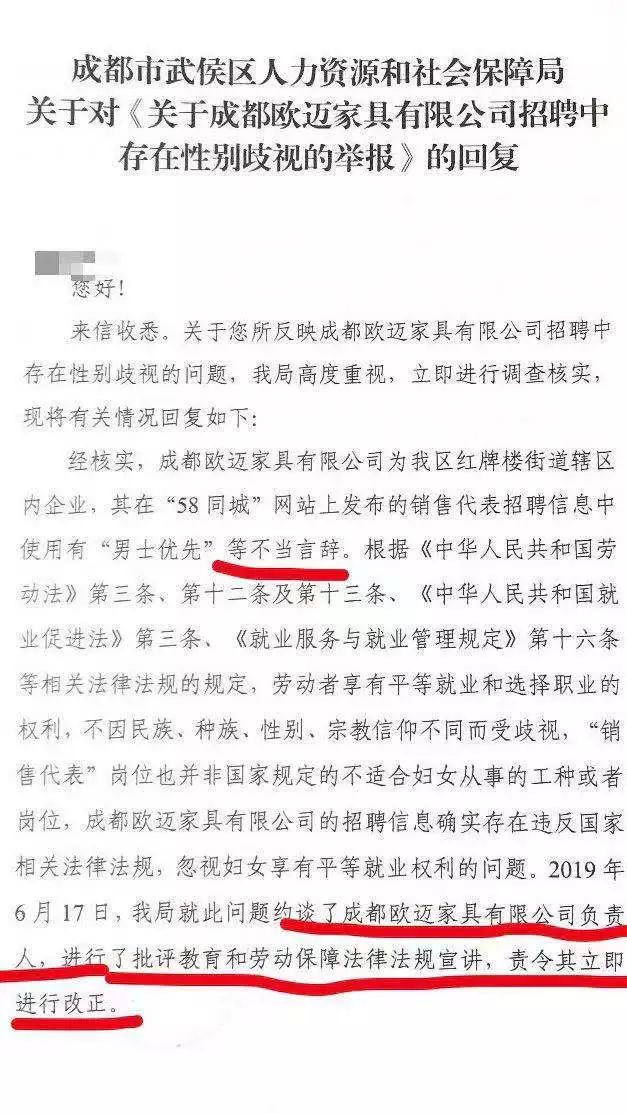 成都市武侯区人力资源和社会保障局
关于对《关于成都欧迈家具有限公司招聘中
存在性别歧视的举报》的回复
您好！
来信收悉。关于您所反映成都欧迈家具有限公司招聘中
存在性别歧视的问题，我局高度重视，立即进行调查核实，
现将有关情况回复如下：
经核实，成都欧迈家具有限公司为我区红牌楼街道辖区
内企业，其在“58 同城”网站上发布的销售代表招聘信息中
使用有“男士优先”等不当言辞。根据《中华人民共和国劳
动法》第三条、第十二条及第十三条、《中华人民共和国就
业促进法》第三条、《就业服务与就业管理规定》第十六条
等相关法律法规的规定，劳动者享有平等就业和选择职业的
权利，不因民族、种族、性别、宗教信仰不同而受歧视，“销
售代表”岗位也并非国家规定的不适合妇女从事的工种或者
岗位，成都欧迈家具有限公司的招聘信息确实存在违反国家
相关法律法规，忽视妇女享有平等就业权利的问题。2019 年
6 月 17 日，我局就此问题约谈了成都欧迈家具有限公司负责
人，进行了批评教育和劳动保障法律法规宣讲，责令其立即
进行改正。